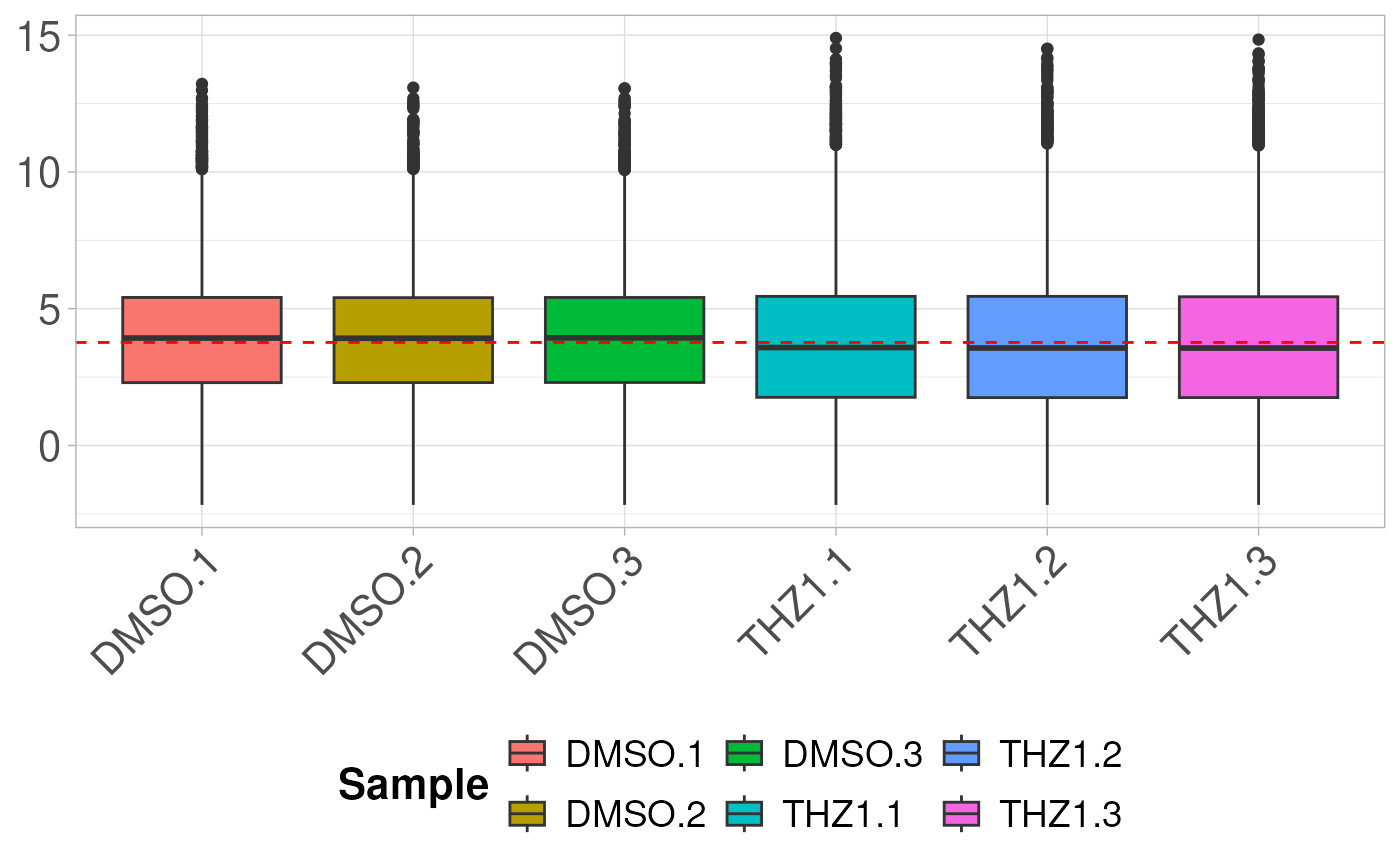 15
10
5
0
DMSO.1 DMSO.2 DMSO.3 THZ1.1 THZ1.2 THZ1.3
Sample
DMSO.1 DMSO.3 THZ1.2
DMSO.2 THZ1.1 THZ1.3